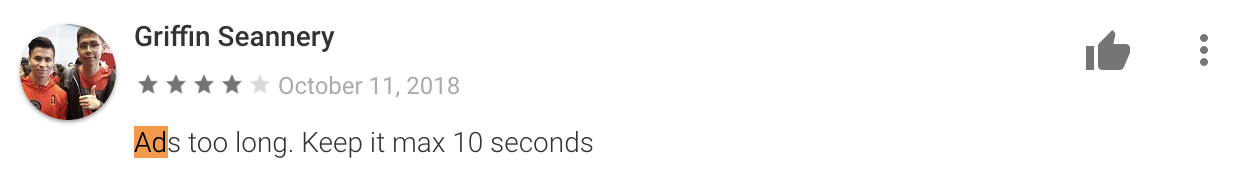 Griffin Seannery
October 11, 2018
Ads too long. Keep it max 10 seconds